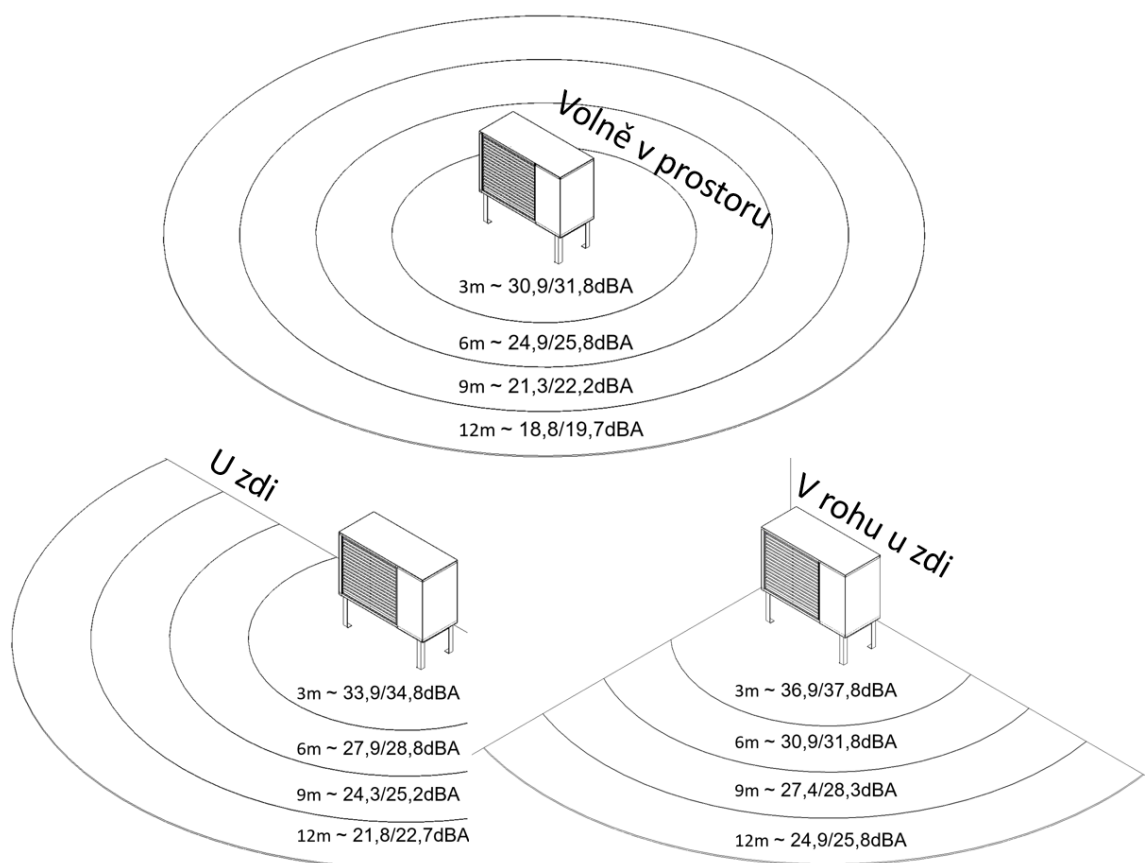 Volně v prostoru
3m ~ 30,9/31,8dBA
6m ~ 24,9/25,8dBA
9m ~ 21,3/22,2dBA
12m ~ 18,8/19,7dBA
U zdi
3m ~ 33,9/34,8dBA
6m ~ 27,9/28,8dBA
9m ~ 24,3/25,2dBA
12m ~ 21,8/22,7dBA
V rohu u zdi
3m ~ 36,9/37,8dBA
6m ~ 30,9/31,8dBA
9m ~ 27,4/28,3dBA
12m ~ 24,9/25,8dBA